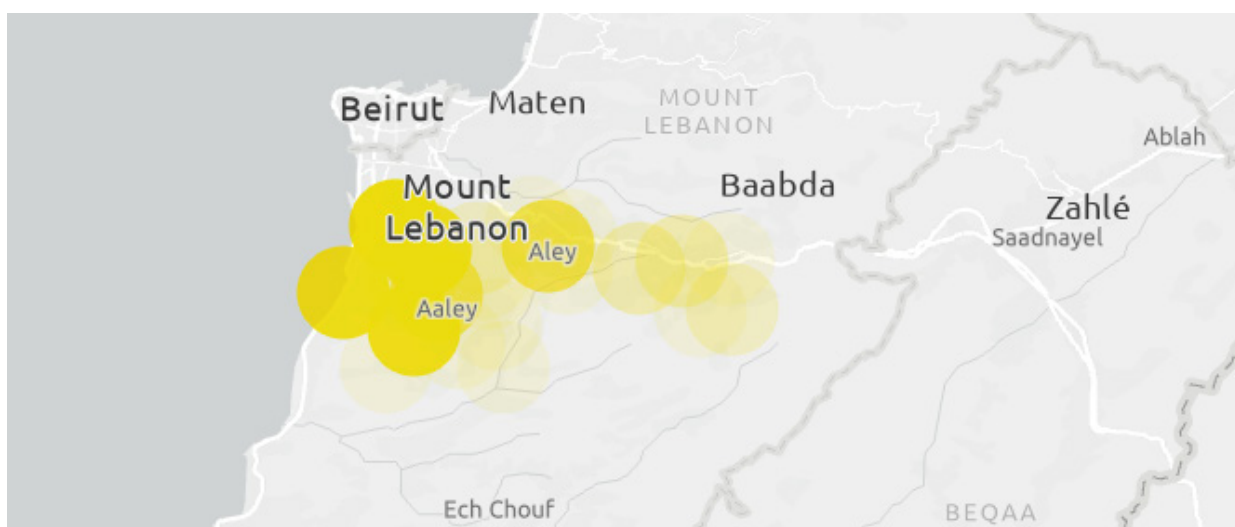 Beirut
Maten
MOUNT
LEBANON
Ablah
Mount
Lebanon
Baabda
Zahlé
Saadnayel
Aley
Aaley
Ech Chouf
BEQAA